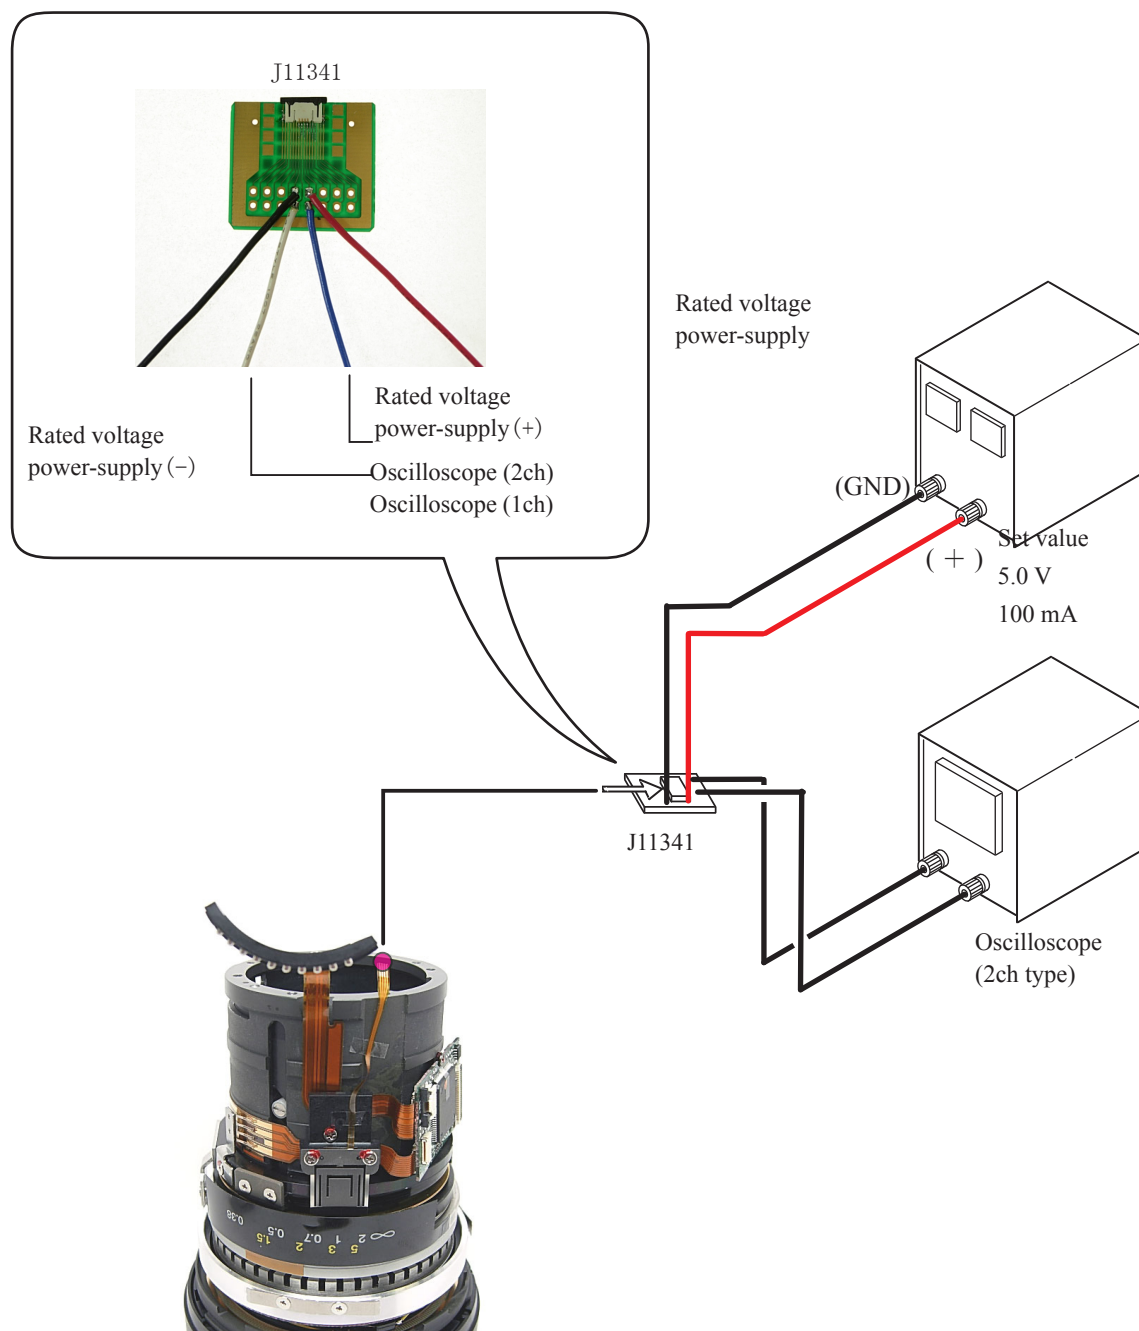 J11341
Rated voltage
power-supply (+)
Rated voltage
power-supply (−)
Oscilloscope (2ch)
Oscilloscope (1ch)
Rated voltage
power-supply
(GND)
( + )
Set value
5.0 V
100 mA
J11341
Oscilloscope
(2ch type)
0.38 0.5 0.7 1 2 ∞
1.5 2 3 5